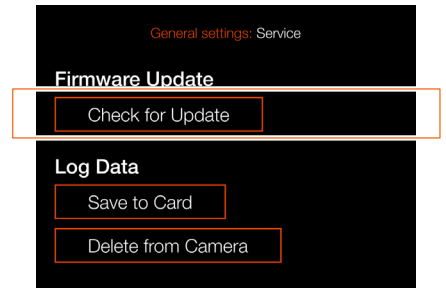 General settings: Service
Firmware Update
Check for Update
Log Data
Save to Card
Delete from Camera